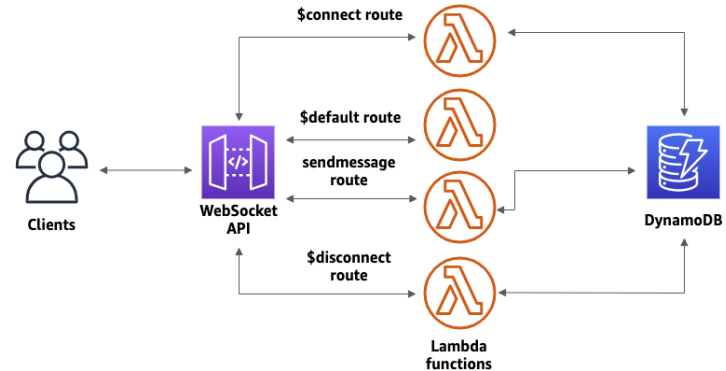 $connect route
$default route
sendmessage
route
Clients
WebSocket
API
$disconnect
route
DynamoDB
Lambda
functions